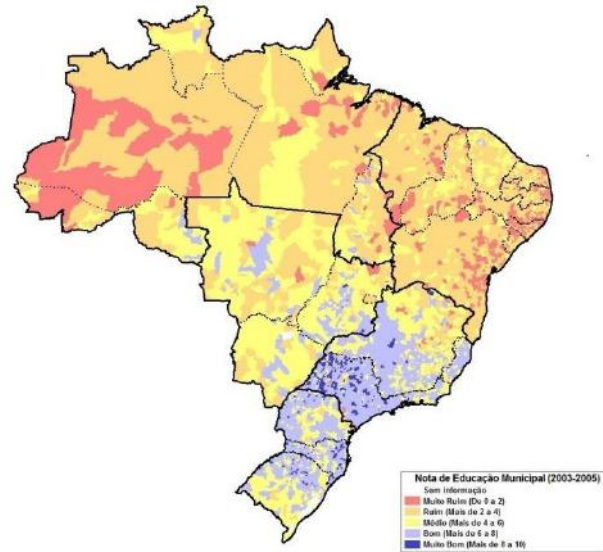 Nota de Educação Municipal (2003-2005)
Sem informação
Muito Ruim (De 0 a 2)
Ruim (Mais de 2 a 4)
Médio (Mais de 4 a 6)
Bom (Mais de 6 a 8)
Muito Bom (Mais de 8 a 10)